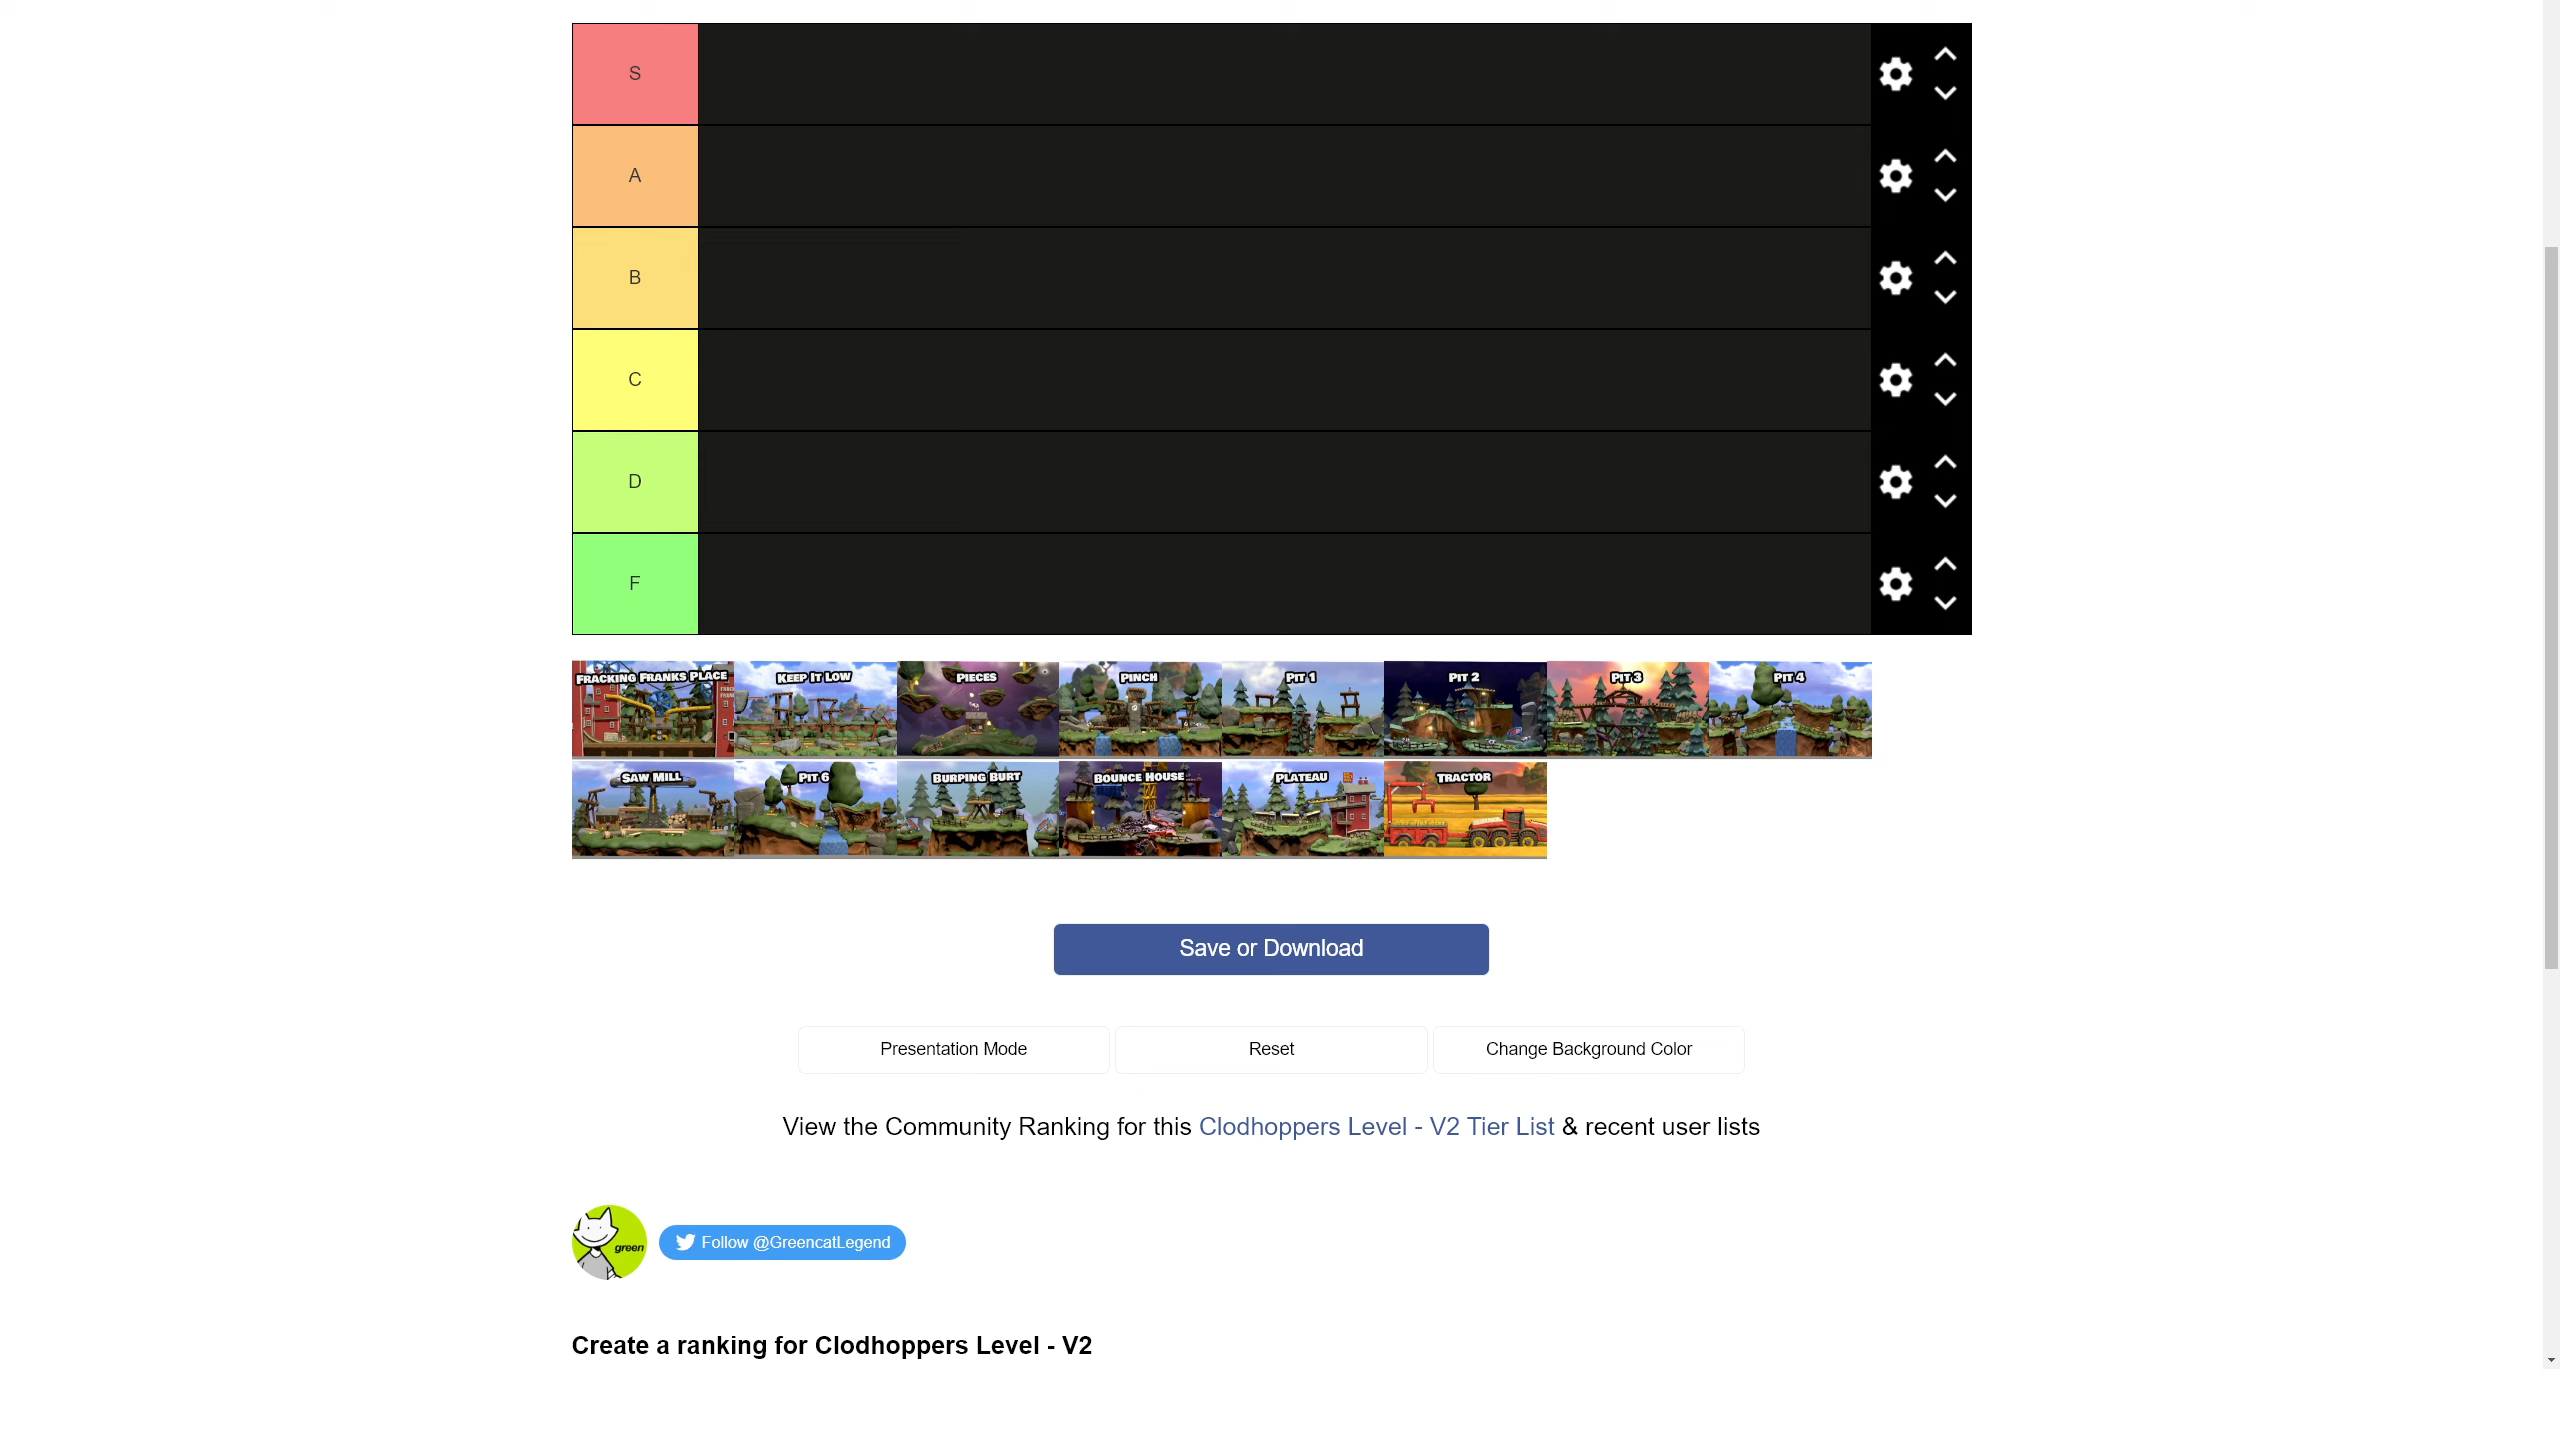 S
A
B
C
D
F
FRACKING FRANKS PLACE
KEEP IT LOW
PIECES
PINCH
PIT 1
PIT 2
PIT 3
PIT 4
SAW MILL
PIT 6
BURPING BURT
BOUNCE HOUSE
PLATEAU
TRACTOR
Save or Download
Presentation Mode
Reset
Change Background Color
View the Community Ranking for this Clodhoppers Level - V2 Tier List & recent user lists
green
Follow @GreencatLegend
Create a ranking for Clodhoppers Level - V2